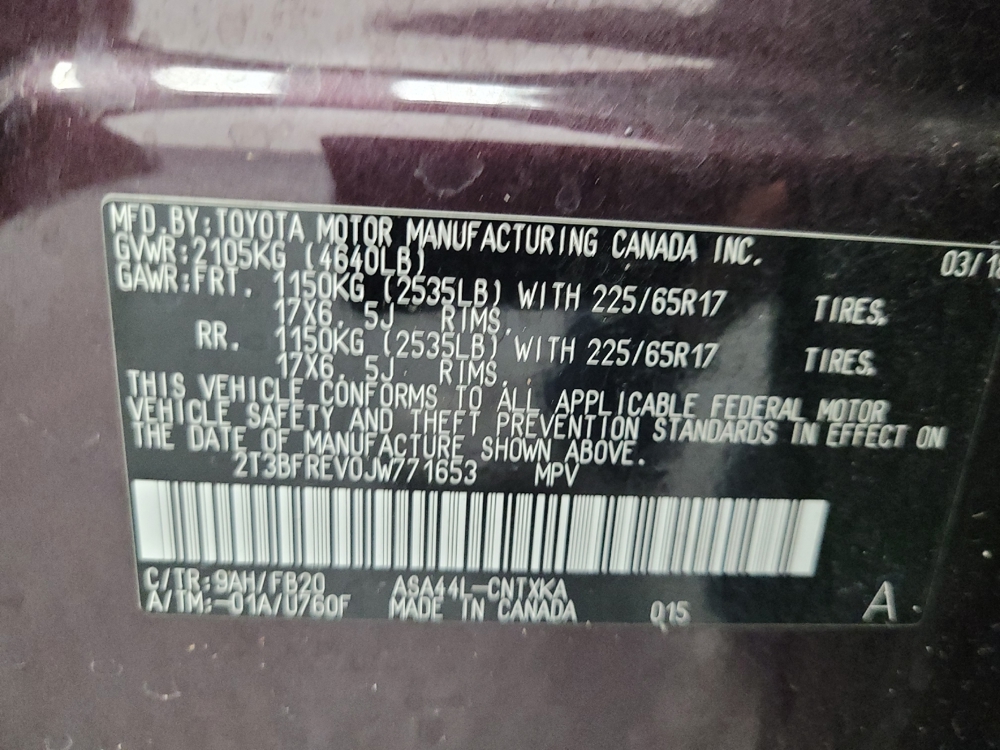 MFD.BY:TOYOTA MOTOR MANUFACTURING CANADA INC.
GVWR:2105KG (4640LB)
GAWR:FRT. 1150KG (2535LB) WITH 225/65R17 TIRES,
17X6.5J RIMS,
RR. 1150KG (2535LB) WITH 225/65R17 TIRES,
17X6.5J RIMS.
THIS VEHICLE CONFORMS TO ALL APPLICABLE FEDERAL MOTOR
VEHICLE SAFETY AND THEFT PREVENTION STANDARDS IN EFFECT ON
THE DATE OF MANUFACTURE SHOWN ABOVE.
2T3BFREV0JW771653 MPV
C/TR:9AH/FB20 ASA44L-CNTXKA
A/TM:-01A/U760F MADE IN CANADA Q15 A